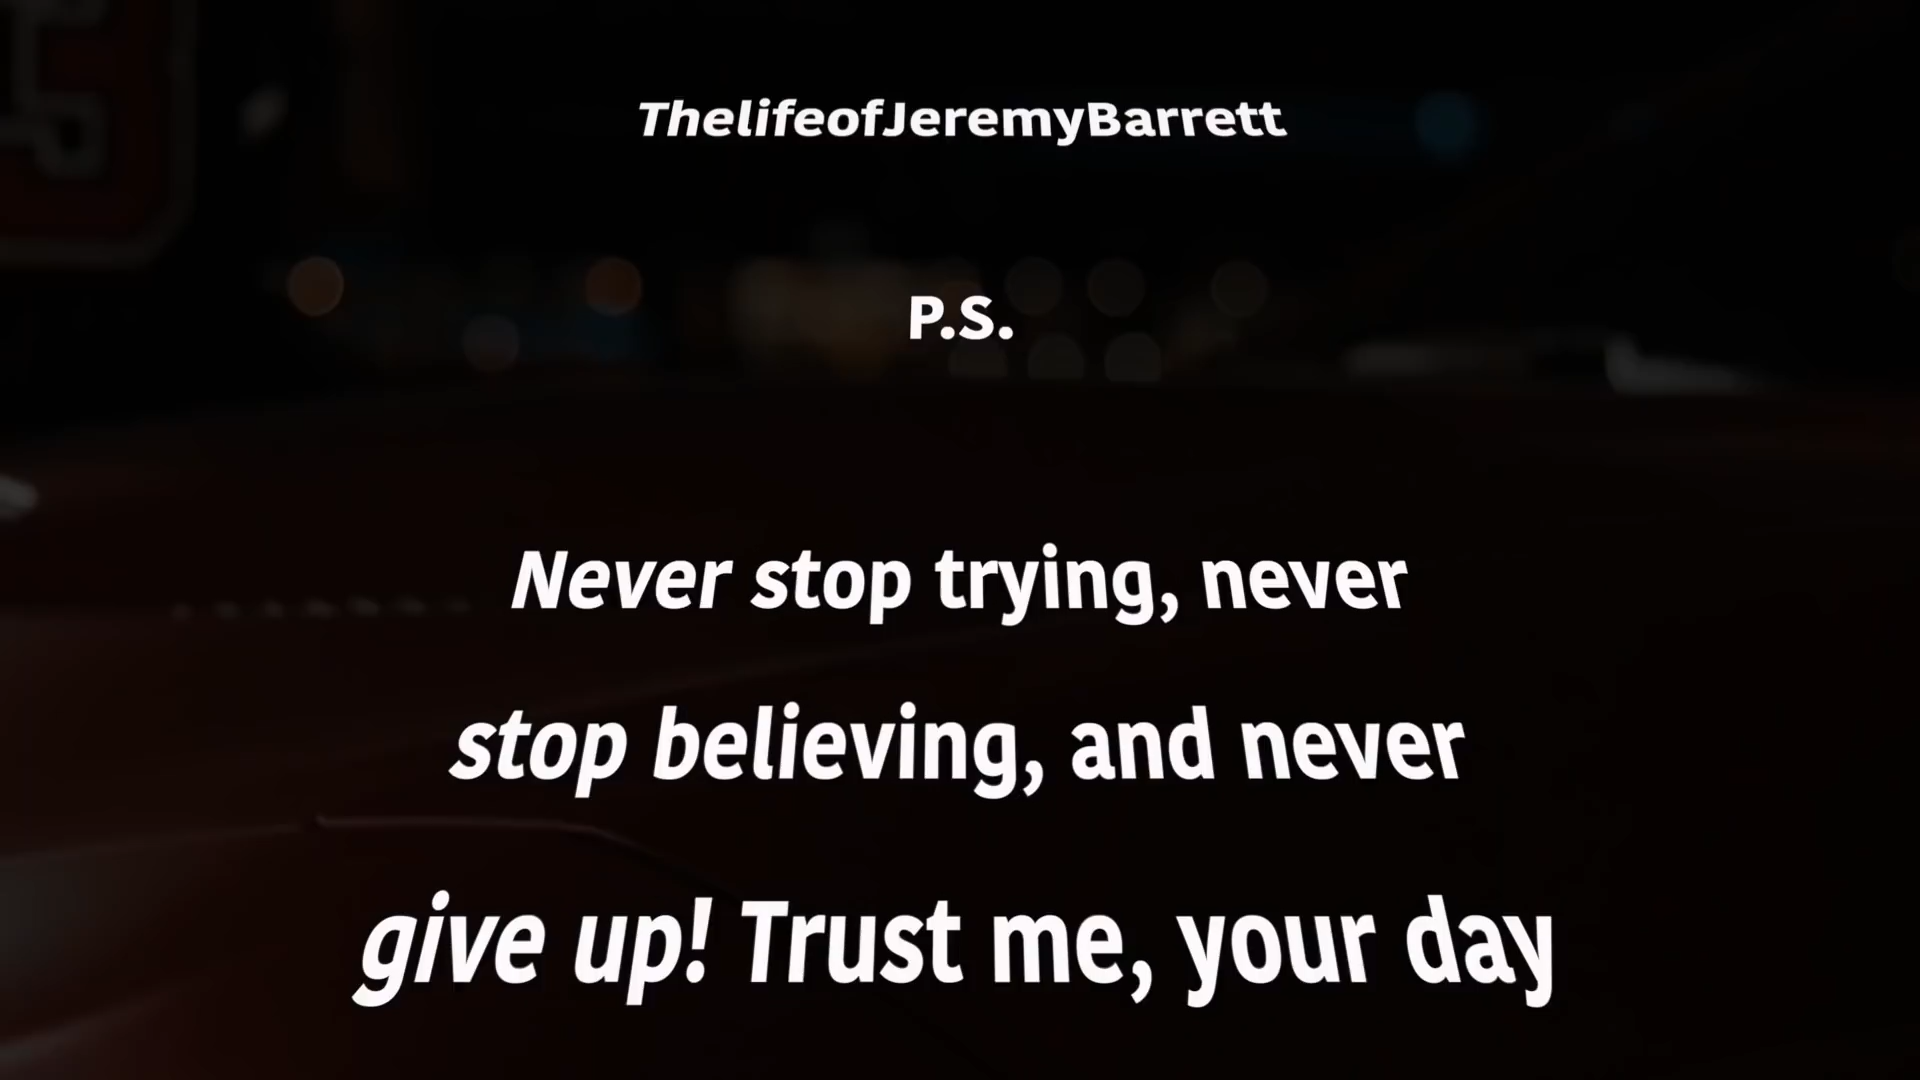 ThelifeofJeremyBarrett
P.S.
Never stop trying, never
stop believing, and never
give up! Trust me, your day